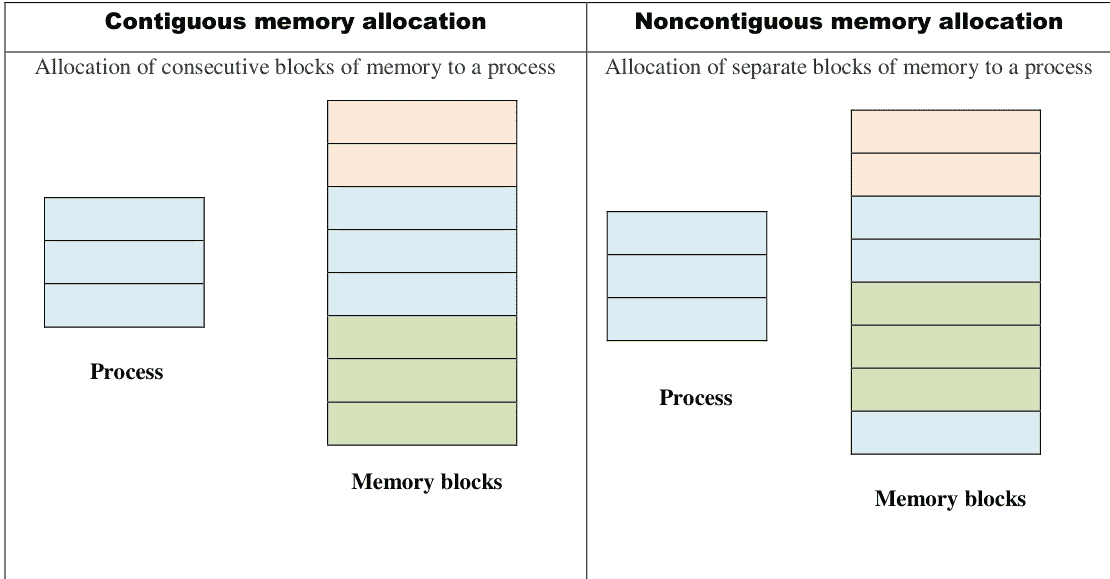 Contiguous memory allocation
Noncontiguous memory allocation
Allocation of consecutive blocks of memory to a process
Allocation of separate blocks of memory to a process
Process
Memory blocks
Process
Memory blocks